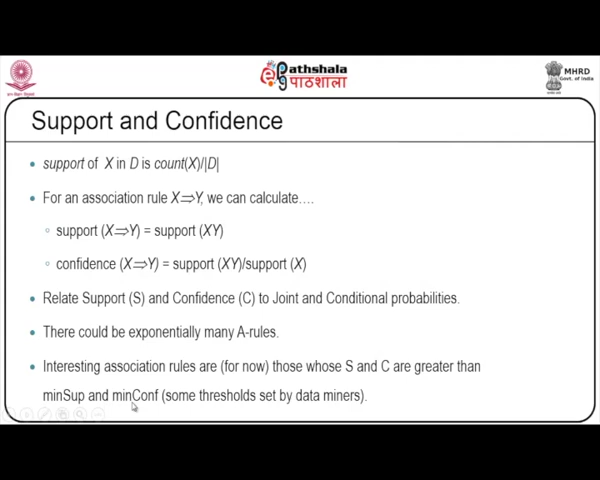 ePathshala
पाठशाला
MHRD
Govt. of India
Support and Confidence
• support of X in D is count(X)/|D|
• For an association rule X⇒Y, we can calculate….
◦ support (X⇒Y) = support (XY)
◦ confidence (X⇒Y) = support (XY)/support (X)
• Relate Support (S) and Confidence (C) to Joint and Conditional probabilities.
• There could be exponentially many A-rules.
• Interesting association rules are (for now) those whose S and C are greater than
minSup and minConf (some thresholds set by data miners).